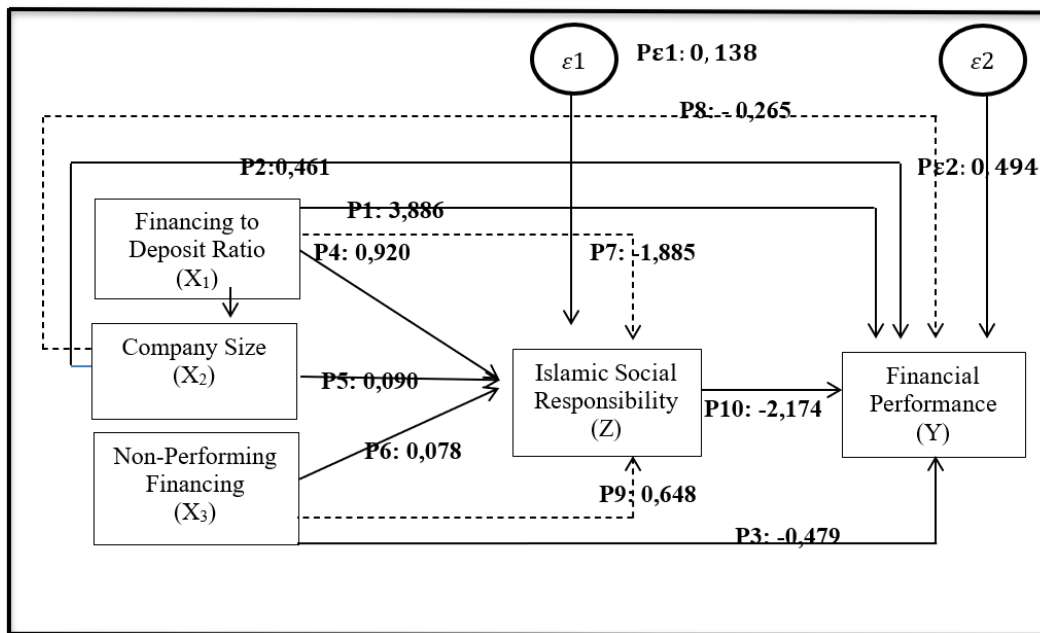 ε1
Pε1: 0,138
ε2
P8: - 0,265
P2:0,461
Pε2: 0,494
Financing to
Deposit Ratio
(X₁)
P1: 3,886
P4: 0,920
P7: -1,885
Company Size
(X₂)
P5: 0,090
Islamic Social
Responsibility
(Z)
P10: -2,174
Financial
Performance
(Y)
Non-Performing
Financing
(X₃)
P6: 0,078
P9: 0,648
P3: -0,479